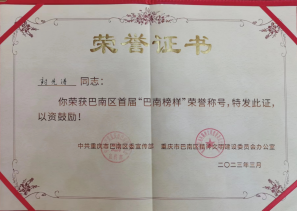 荣誉证书
同志：
你荣获巴南区首届“巴南榜样”荣誉称号，特发此证，
以资鼓励！
中共重庆市巴南区委宣传部 重庆市巴南区精神文明建设委员会办公室
二〇二三年三月